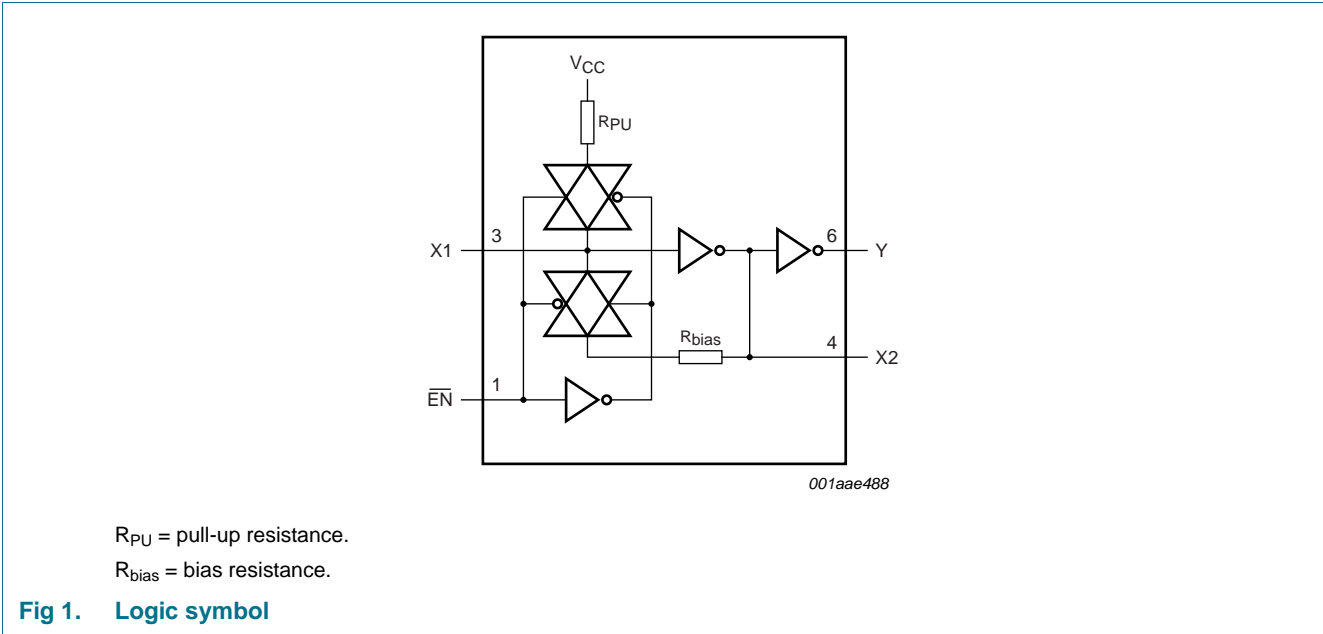 VCC
RPU
X1
3
6
Y
Rbias
4
X2
EN
1
001aae488
RPU = pull-up resistance.
Rbias = bias resistance.
Fig 1. Logic symbol